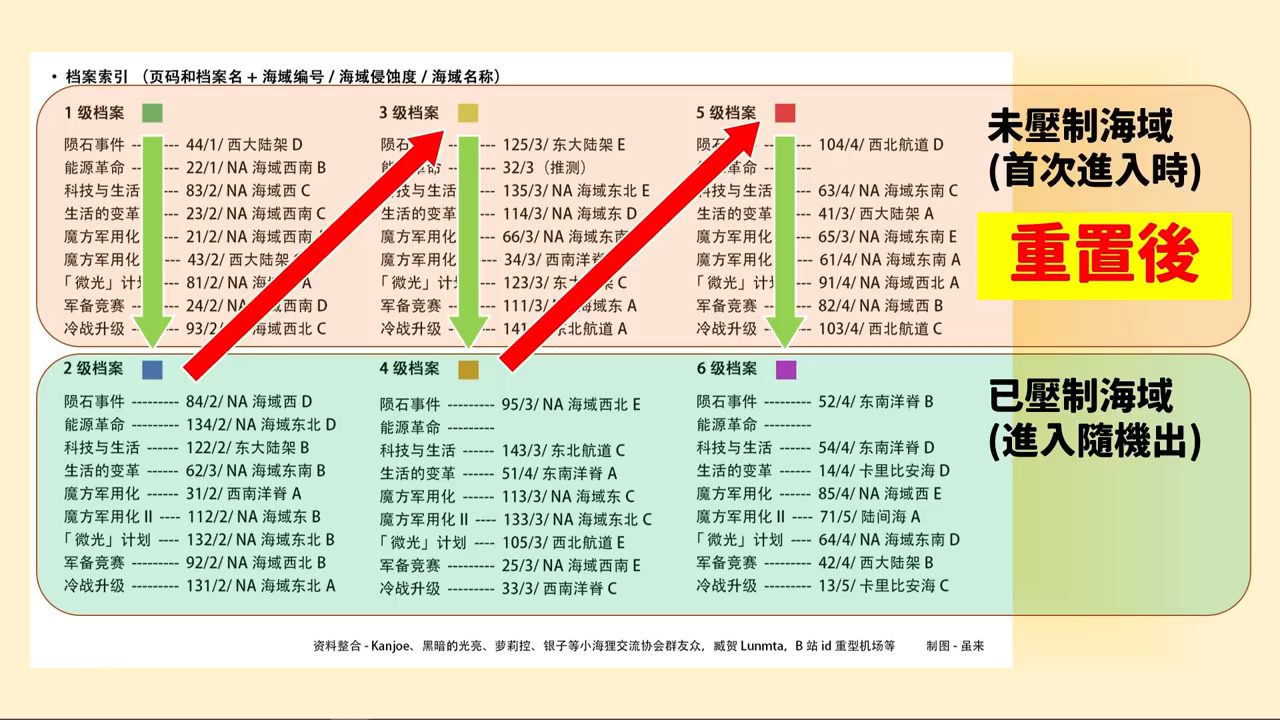 • 档案索引 （页码和档案名 + 海域编号 / 海域侵蚀度 / 海域名称）
1 级档案
陨石事件 --- 44/1/ 西大陆架 D
能源革命 --- 22/1/ NA 海域西南 B
科技与生活 --- 83/2/ NA 海域西 C
生活的变革 --- 23/2/ NA 海域西南 C
魔方军用化 --- 21/2/ NA 海域西南
魔方军用化 --- 43/2/ 西大陆架
「微光」计划 --- 81/2/ NA 海域 A
军备竞赛 --- 24/2/ NA 海域西南 D
冷战升级 --- 93/2/ NA 海域西北 C
3 级档案
陨石 --- 125/3/ 东大陆架 E
能 革命 --- 32/3（推测）
科技与生活 --- 135/3/ NA 海域东北 E
生活的变革 --- 114/3/ NA 海域东 D
魔方军用化 --- 66/3/ NA 海域东南
魔方军用化 --- 34/3/ 西南洋脊
「微光」计划 --- 123/3/ 东大 C
军备竞赛 --- 111/3/ 海域东 A
冷战升级 --- 141 东北航道 A
5 级档案
陨石 --- 104/4/ 西北航道 D
能 革命 ---
科技与生活 --- 63/4/ NA 海域东南 C
生活的变革 --- 41/3/ 西大陆架 A
魔方军用化 --- 65/3/ NA 海域东南 E
魔方军用化 --- 61/4/ NA 海域东南 A
「微光」计划 --- 91/4/ NA 海域西北 A
军备竞赛 --- 82/4/ NA 海域西 B
冷战升级 --- 103/4/ 西北航道 C
未壓制海域
(首次進入時)
重置後
2 级档案
陨石事件 --------- 84/2/ NA 海域西 D
能源革命 --------- 134/2/ NA 海域东北 D
科技与生活 ------ 122/2/ 东大陆架 B
生活的变革 ------ 62/3/ NA 海域东南 B
魔方军用化 ------ 31/2/ 西南洋脊 A
魔方军用化 II ---- 112/2/ NA 海域东 B
「微光」计划 ---- 132/2/ NA 海域东北 B
军备竞赛 --------- 92/2/ NA 海域西北 B
冷战升级 --------- 131/2/ NA 海域东北 A
4 级档案
陨石事件 --------- 95/3/ NA 海域西北 E
能源革命 ---------
科技与生活 ------ 143/3/ 东北航道 C
生活的变革 ------ 51/4/ 东南洋脊 A
魔方军用化 ------ 113/3/ NA 海域东 C
魔方军用化 II ---- 133/3/ NA 海域东北 C
「微光」计划 ---- 105/3/ 西北航道 E
军备竞赛 --------- 25/3/ NA 海域西南 E
冷战升级 --------- 33/3/ 西南洋脊 C
6 级档案
陨石事件 --------- 52/4/ 东南洋脊 B
能源革命 ---------
科技与生活 ------ 54/4/ 东南洋脊 D
生活的变革 ------ 14/4/ 卡里比安海 D
魔方军用化 ------ 85/4/ NA 海域西 E
魔方军用化 II ---- 71/5/ 陆间海 A
「微光」计划 ---- 64/4/ NA 海域东南 D
军备竞赛 --------- 42/4/ 西大陆架 B
冷战升级 --------- 13/5/ 卡里比安海 C
已壓制海域
(進入隨機出)
资料整合 - Kanjoe、黑暗的光亮、萝莉控、银子等小海狸交流协会群友众，臧贺 Lunmta，B 站 id 重型机场等
制图 - 虽来